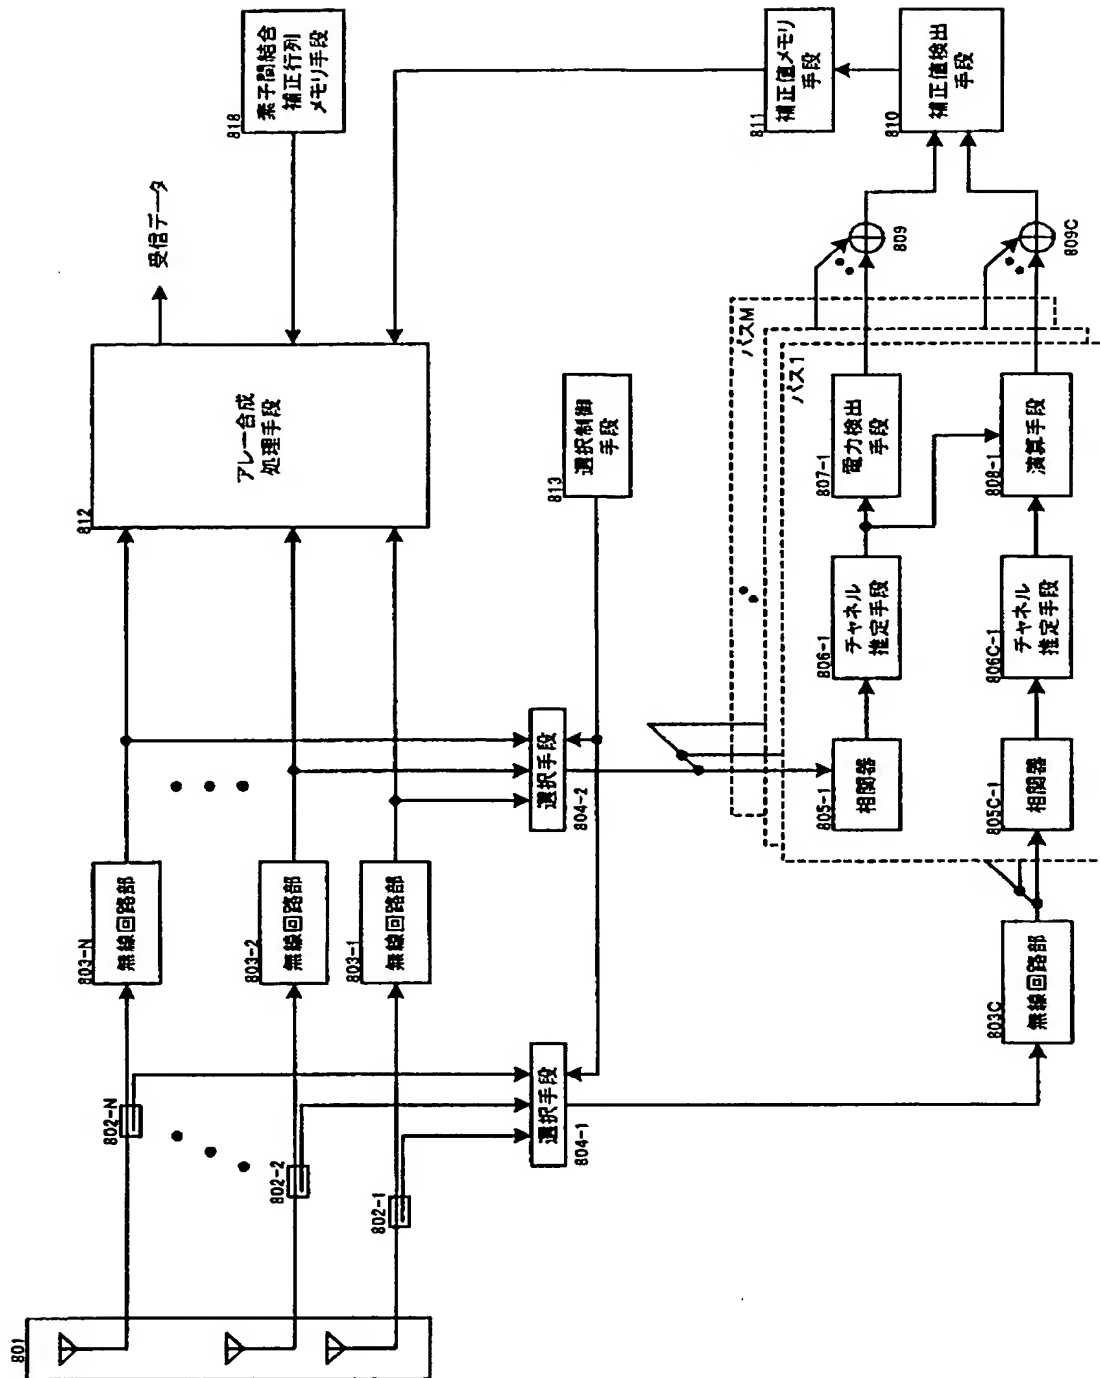 801
802-N
802-2
802-1
803-N
無線回路部
803-2
無線回路部
803-1
無線回路部
803C
無線回路部
選択手段
804-1
選択手段
804-2
812
アレー合成
処理手段
受信データ
818
素子間結合
補正行列
メモリ手段
813
選択制御
手段
パスM
パス1
805-1
相関器
806-1
チャネル
推定手段
807-1
電力検出
手段
805C-1
相関器
806C-1
チャネル
推定手段
808-1
演算手段
809
809C
811
補正値メモリ
手段
810
補正値検出
手段